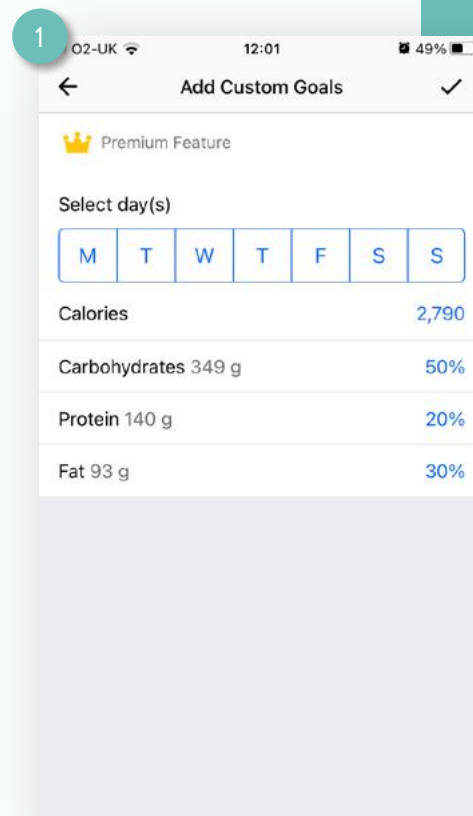 1
O2-UK 12:01 49%
Add Custom Goals
Premium Feature
Select day(s)
M T W T F S S
Calories 2,790
Carbohydrates 349 g 50%
Protein 140 g 20%
Fat 93 g 30%